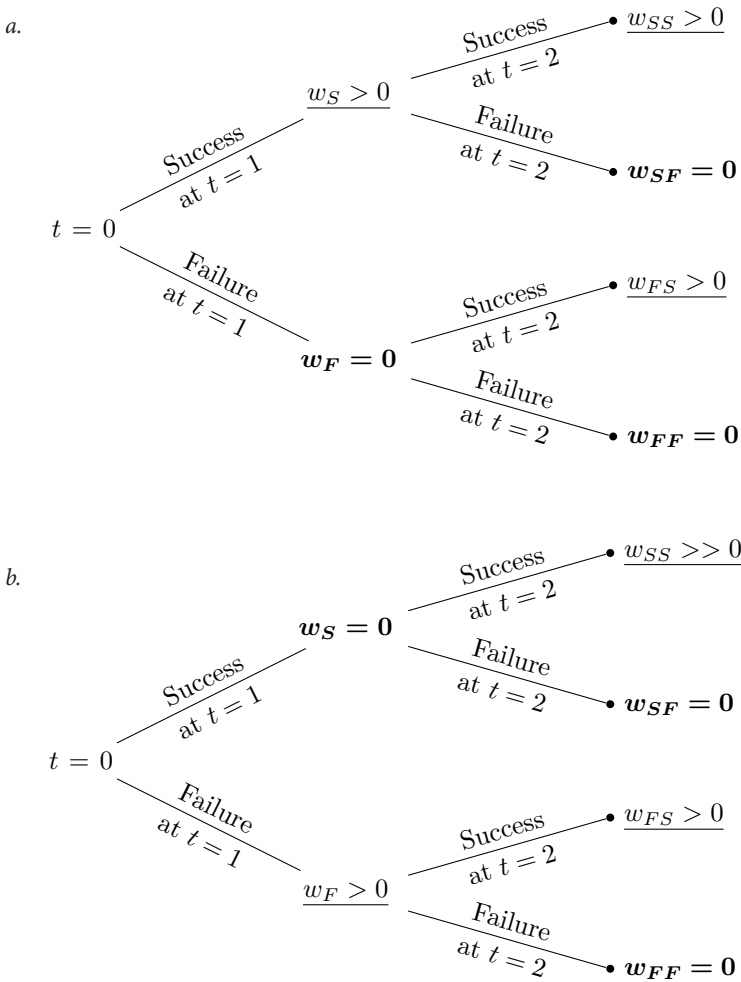 a.
w_SS > 0
Success
at t = 2
w_S > 0
Failure
at t = 2
w_SF = 0
Success
at t = 1
t = 0
Failure
at t = 1
w_FS > 0
Success
at t = 2
w_F = 0
Failure
at t = 2
w_FF = 0
b.
w_SS >> 0
Success
at t = 2
w_S = 0
Failure
at t = 2
w_SF = 0
Success
at t = 1
t = 0
Failure
at t = 1
w_FS > 0
Success
at t = 2
w_F > 0
Failure
at t = 2
w_FF = 0